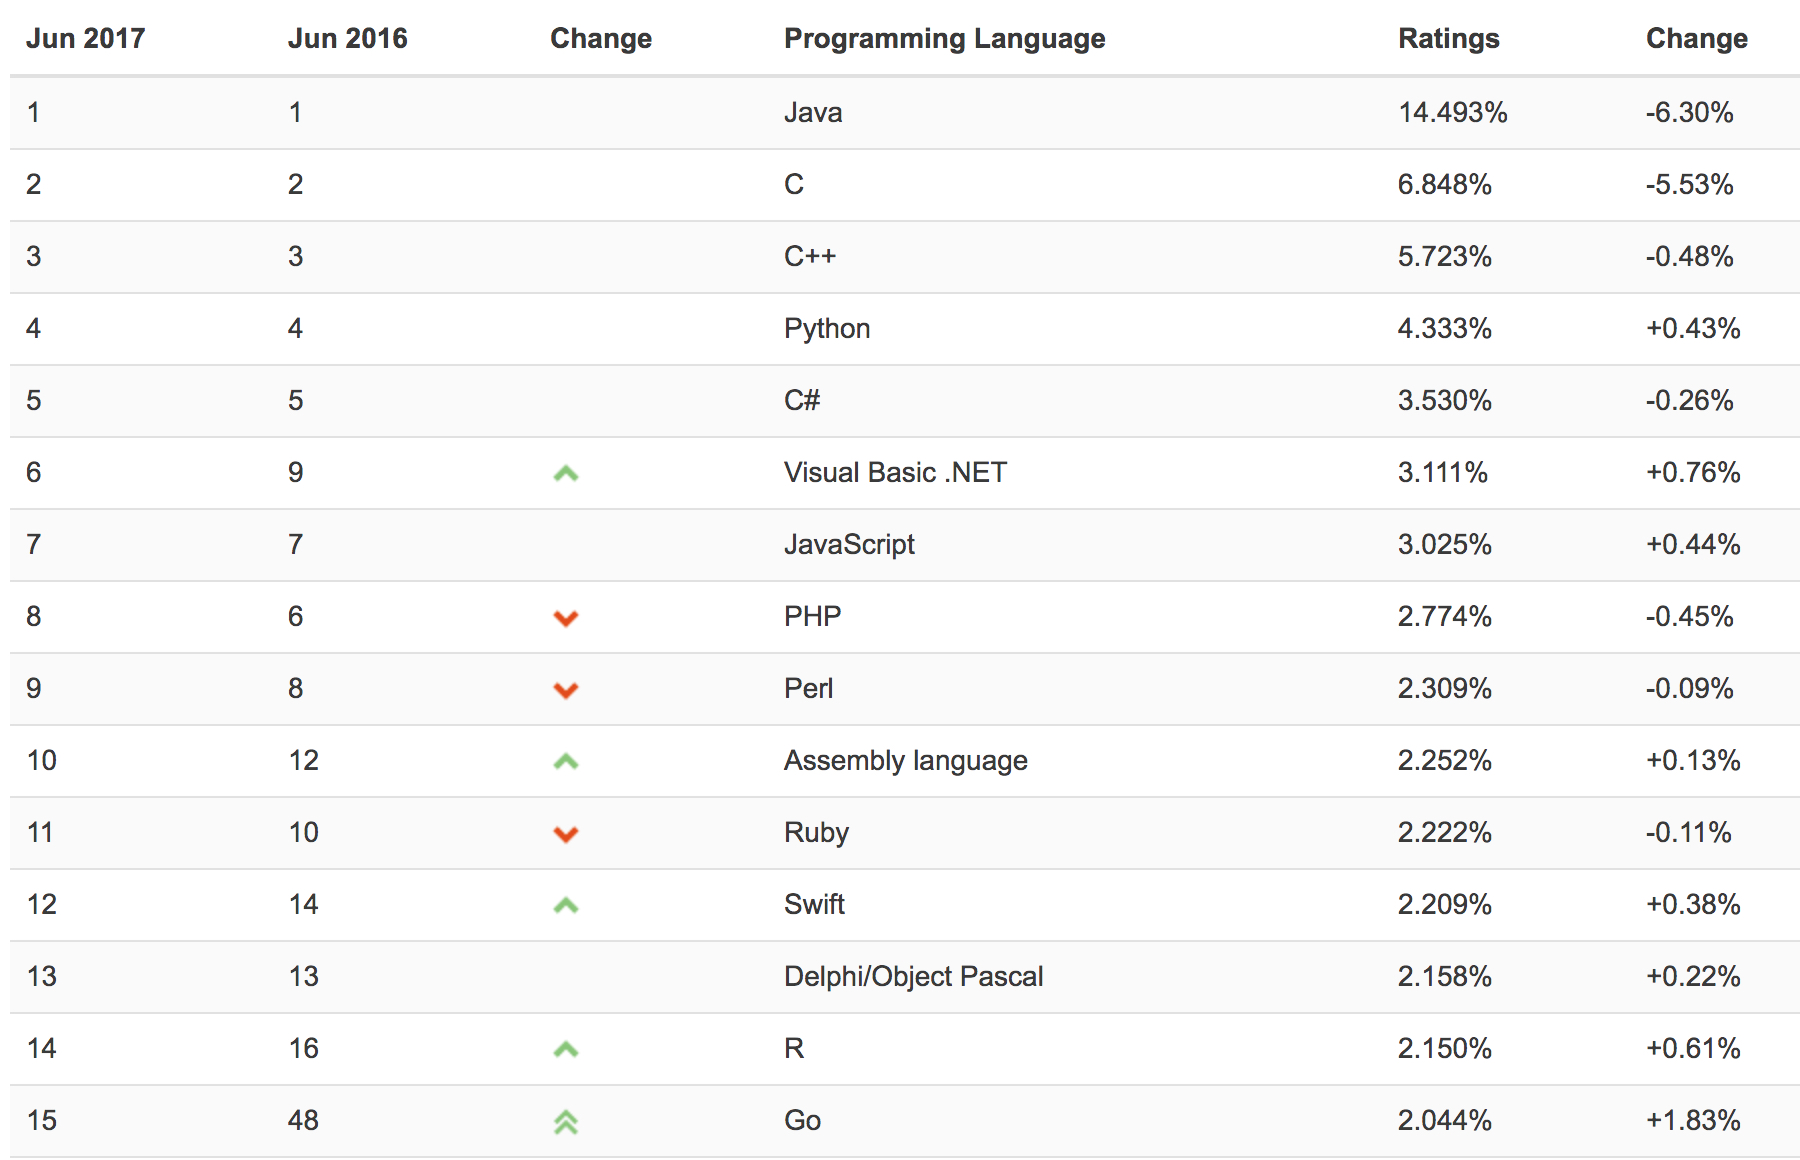 Jun 2017 Jun 2016 Change Programming Language Ratings Change
1 1 Java 14.493% -6.30%
2 2 C 6.848% -5.53%
3 3 C++ 5.723% -0.48%
4 4 Python 4.333% +0.43%
5 5 C# 3.530% -0.26%
6 9 Visual Basic .NET 3.111% +0.76%
7 7 JavaScript 3.025% +0.44%
8 6 PHP 2.774% -0.45%
9 8 Perl 2.309% -0.09%
10 12 Assembly language 2.252% +0.13%
11 10 Ruby 2.222% -0.11%
12 14 Swift 2.209% +0.38%
13 13 Delphi/Object Pascal 2.158% +0.22%
14 16 R 2.150% +0.61%
15 48 Go 2.044% +1.83%